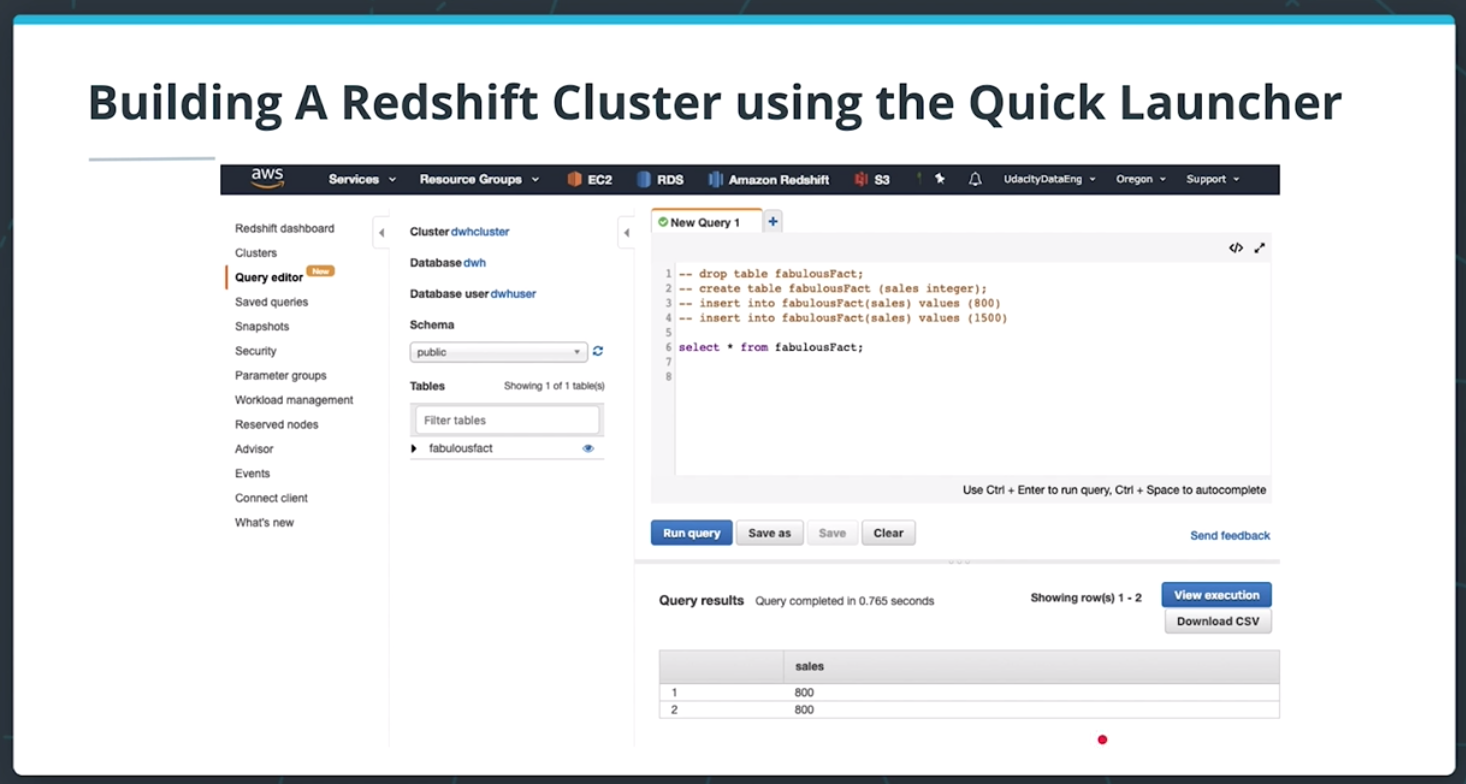 Building A Redshift Cluster using the Quick Launcher
aws Services Resource Groups EC2 RDS Amazon Redshift S3 UdacityDataEng Oregon Support
Redshift dashboard
Clusters
Query editor New
Saved queries
Snapshots
Security
Parameter groups
Workload management
Reserved nodes
Advisor
Events
Connect client
What's new
Cluster dwhcluster
Database dwh
Database user dwhuser
Schema
public
Tables Showing 1 of 1 table(s)
Filter tables
fabulousfact
New Query 1 +
</>
1 -- drop table fabulousFact;
2 -- create table fabulousFact (sales integer);
3 -- insert into fabulousFact(sales) values (800)
4 -- insert into fabulousFact(sales) values (1500)
5
6 select * from fabulousFact;
7
8
Use Ctrl + Enter to run query, Ctrl + Space to autocomplete
Run query Save as Save Clear Send feedback
Query results Query completed in 0.765 seconds Showing row(s) 1 - 2 View execution
Download CSV
sales
1 800
2 800